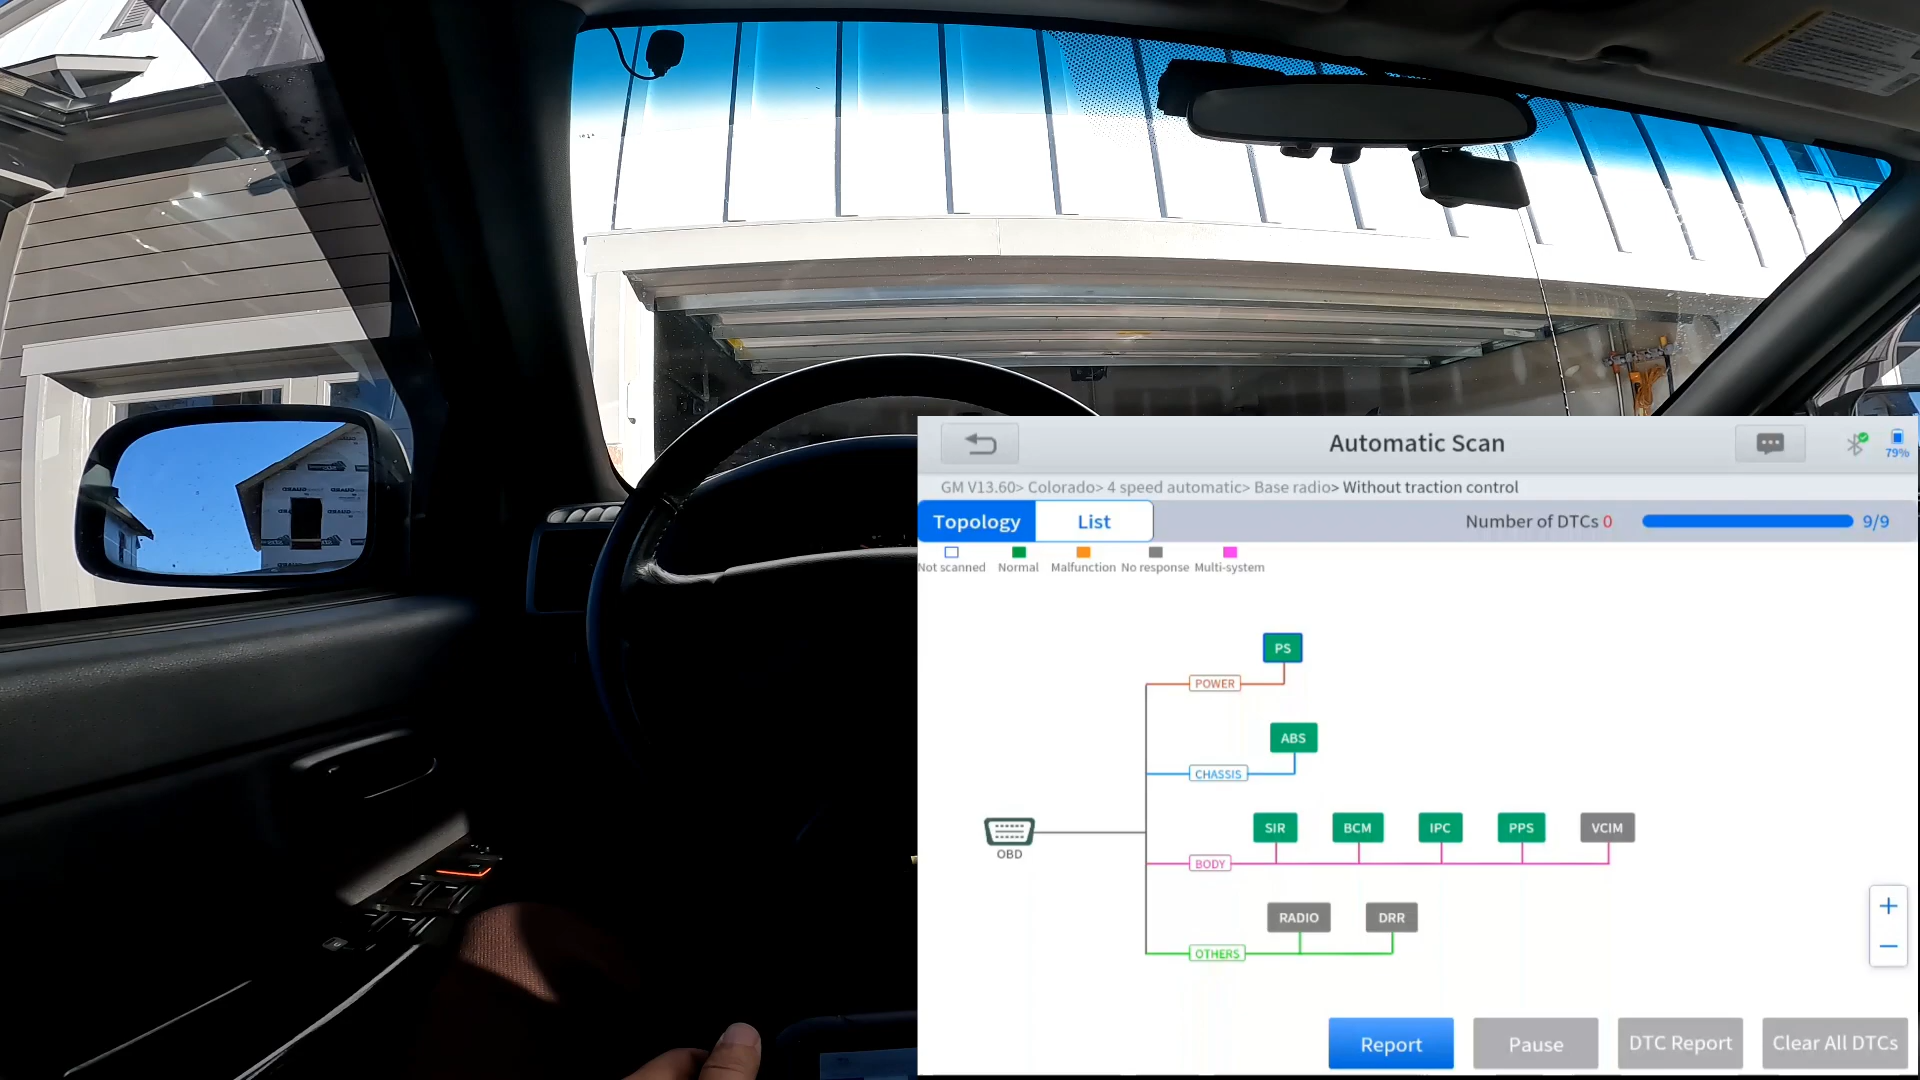 Automatic Scan
79%
GM V13.60> Colorado> 4 speed automatic> Base radio> Without traction control
Topology
List
Number of DTCs 0
9/9
Not scanned
Normal
Malfunction
No response
Multi-system
PS
POWER
ABS
CHASSIS
OBD
SIR
BCM
IPC
PPS
VCIM
BODY
RADIO
DRR
OTHERS
+
−
Report
Pause
DTC Report
Clear All DTCs